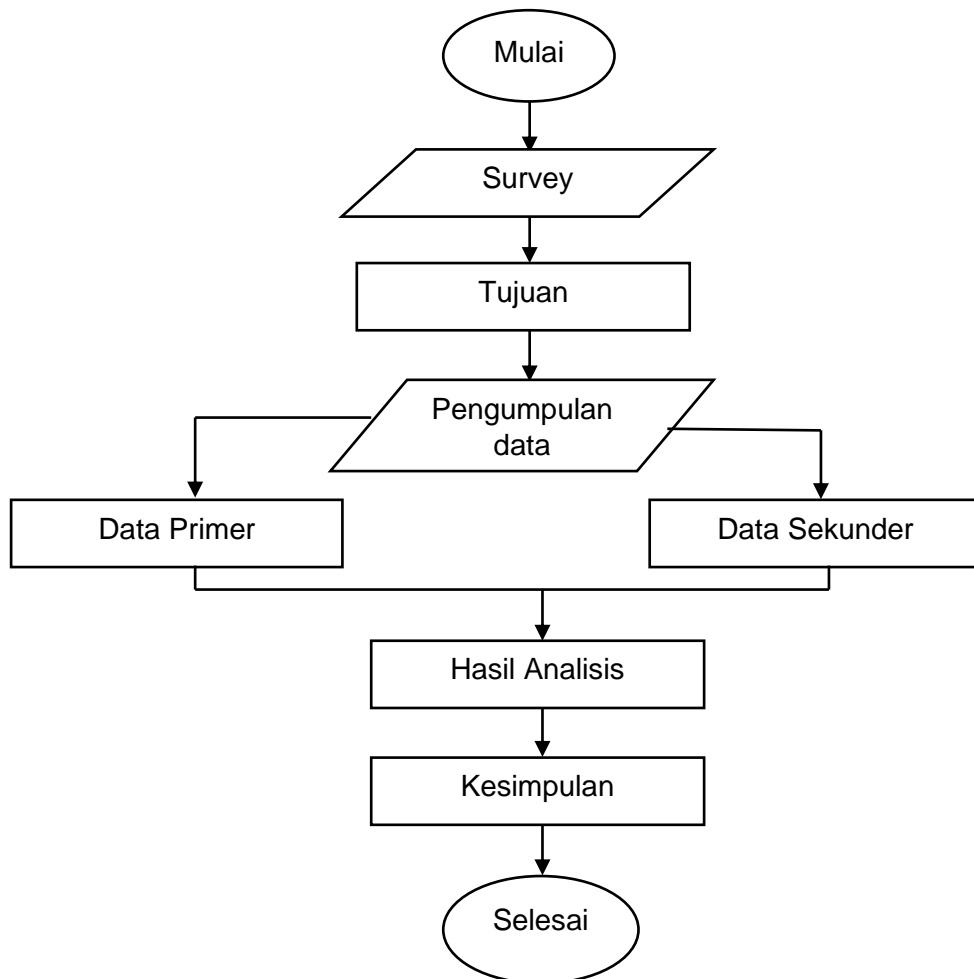 Mulai
Survey
Tujuan
Pengumpulan
data
Data Primer
Data Sekunder
Hasil Analisis
Kesimpulan
Selesai